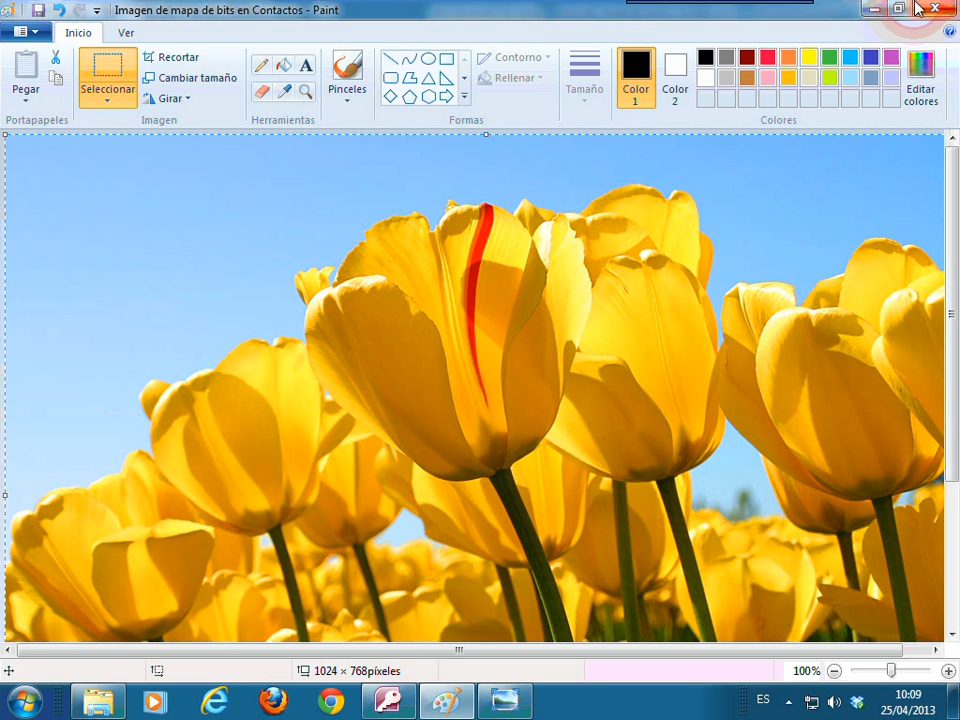 Imagen de mapa de bits en Contactos - Paint
Inicio Ver
Pegar
Portapapeles
Seleccionar
Recortar
Cambiar tamaño
Girar
Imagen
A
Herramientas
Pinceles
Contorno
Rellenar
Formas
Tamaño
Color 1
Color 2
Editar colores
Colores
1024 × 768píxeles
100%
ES
10:09
25/04/2013